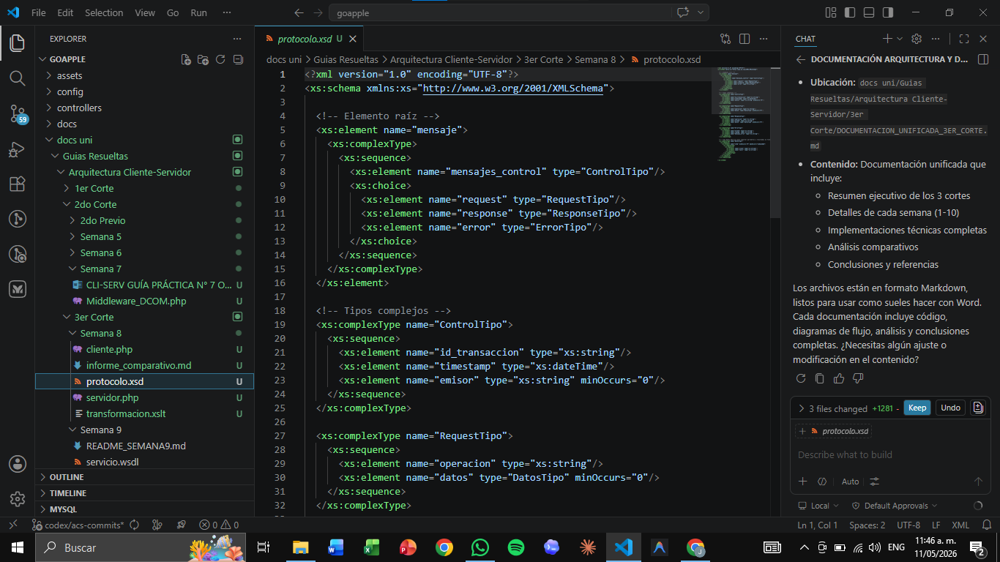 File Edit Selection View Go Run ···
goapple
EXPLORER
GOAPPLE
assets
config
controllers
docs
docs uni
Guias Resueltas
Arquitectura Cliente-Servidor
1er Corte
2do Corte
2do Previo
Semana 5
Semana 6
Semana 7
CLI-SERV GUÍA PRÁCTICA N° 7 O... U
Middleware_DCOM.php U
3er Corte
Semana 8
cliente.php U
informe_comparativo.md U
protocolo.xsd U
servidor.php U
transformacion.xslt U
Semana 9
README_SEMANA9.md
servicio.wsdl
OUTLINE
TIMELINE
MYSQL
59
protocolo.xsd U
docs uni > Guias Resueltas > Arquitectura Cliente-Servidor > 3er Corte > Semana 8 > protocolo.xsd
1 <?xml version="1.0" encoding="UTF-8"?>
2 <xs:schema xmlns:xs="http://www.w3.org/2001/XMLSchema">
3
4 <!-- Elemento raíz -->
5 <xs:element name="mensaje">
6 <xs:complexType>
7 <xs:sequence>
8 <xs:element name="mensajes_control" type="ControlTipo"/>
9 <xs:choice>
10 <xs:element name="request" type="RequestTipo"/>
11 <xs:element name="response" type="ResponseTipo"/>
12 <xs:element name="error" type="ErrorTipo"/>
13 </xs:choice>
14 </xs:sequence>
15 </xs:complexType>
16 </xs:element>
17
18 <!-- Tipos complejos -->
19 <xs:complexType name="ControlTipo">
20 <xs:sequence>
21 <xs:element name="id_transaccion" type="xs:string"/>
22 <xs:element name="timestamp" type="xs:dateTime"/>
23 <xs:element name="emisor" type="xs:string" minOccurs="0"/>
24 </xs:sequence>
25 </xs:complexType>
26
27 <xs:complexType name="RequestTipo">
28 <xs:sequence>
29 <xs:element name="operacion" type="xs:string"/>
30 <xs:element name="datos" type="DatosTipo" minOccurs="0"/>
31 </xs:sequence>
32 </xs:complexType>
CHAT
DOCUMENTACIÓN ARQUITECTURA Y D...
• Ubicación: docs uni/Guias
Resueltas/Arquitectura Cliente-
Servidor/3er
Corte/DOCUMENTACION_UNIFICADA_3ER_CORTE.
md
• Contenido: Documentación unificada que
incluye:
Resumen ejecutivo de los 3 cortes
Detalles de cada semana (1-10)
Implementaciones técnicas completas
Análisis comparativos
Conclusiones y referencias
Los archivos están en formato Markdown,
listos para usar como sueles hacer con Word.
Cada documentación incluye código,
diagramas de flujo, análisis y conclusiones
completas. ¿Necesitas algún ajuste o
modificación en el contenido?
3 files changed +1281 - Keep Undo
protocolo.xsd
Describe what to build
Auto
Local Default Approvals
codex/acs-commits* 0 0
Ln 1, Col 1 Spaces: 2 UTF-8 LF XML
Buscar
ENG
11:46 a. m.
11/05/2026
2